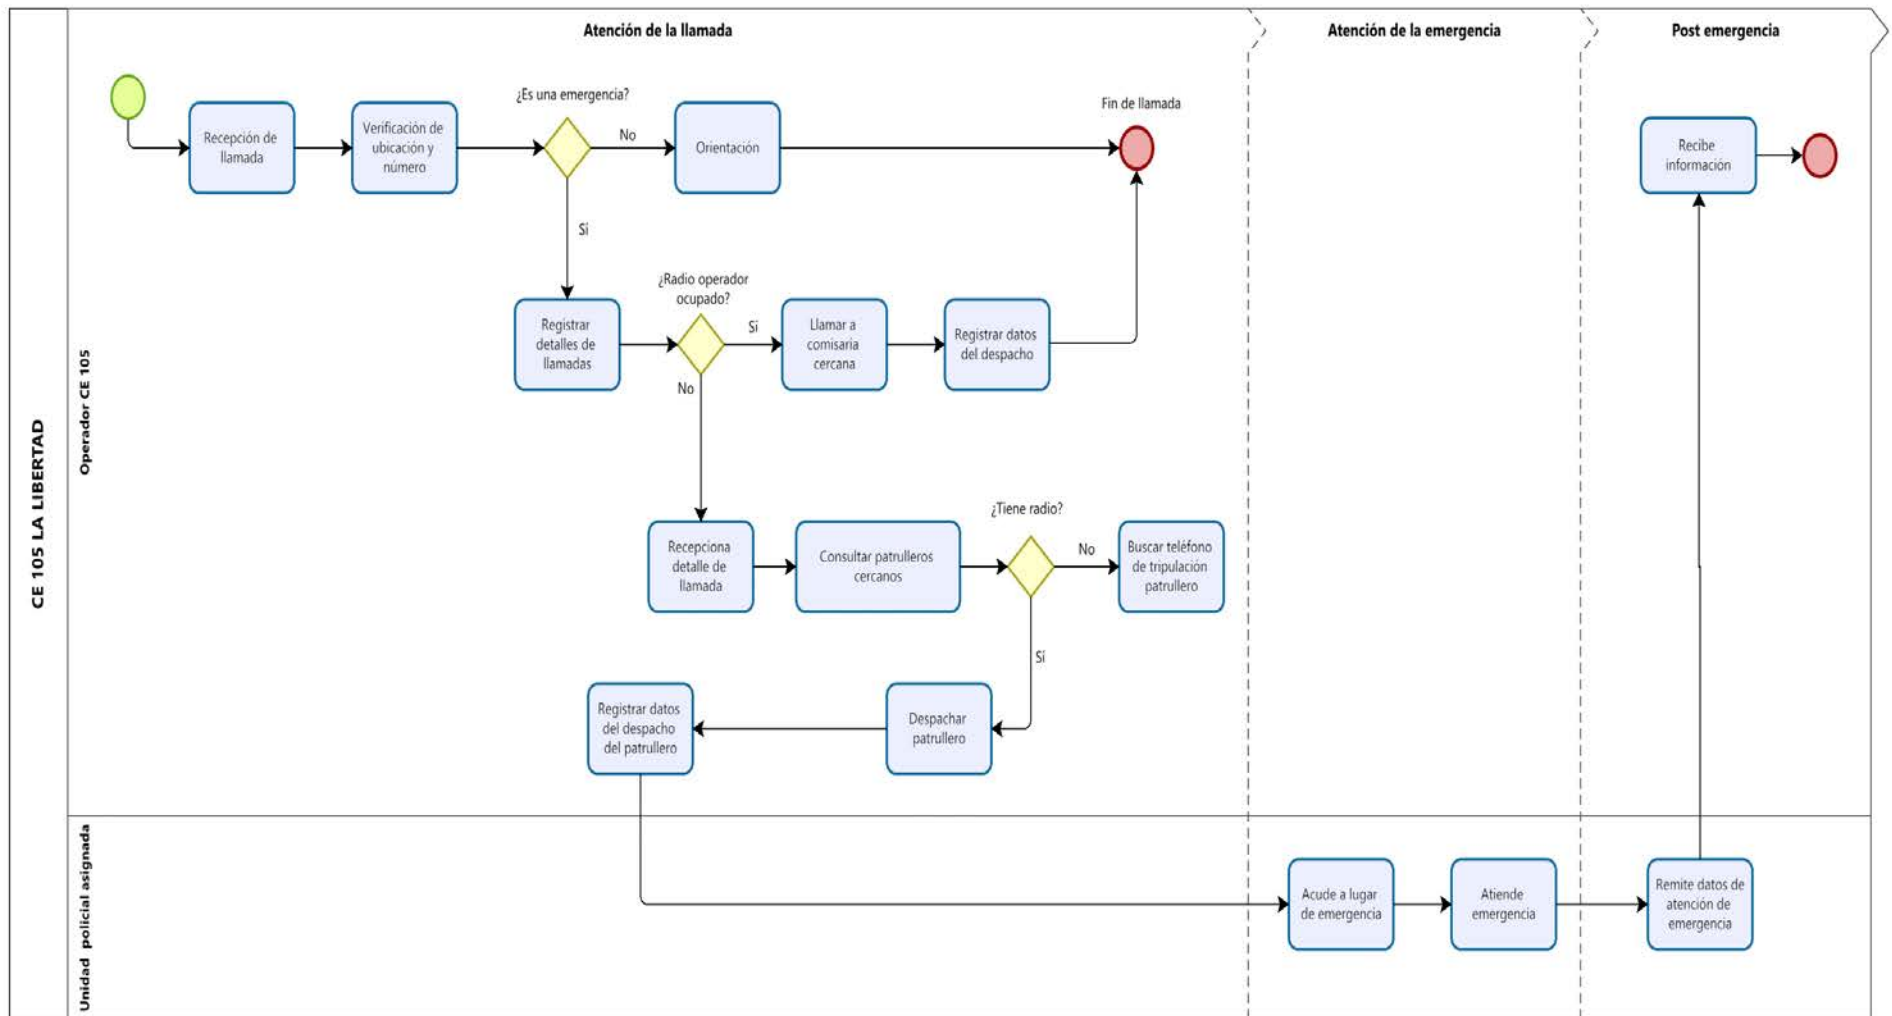 Atención de la llamada
Atención de la emergencia
Post emergencia
CE 105 LA LIBERTAD
Operador CE 105
Recepción de
llamada
Verificación de
ubicación y
número
¿Es una emergencia?
No
Orientación
Fin de llamada
Recibe
información
Si
Registrar
detalles de
llamadas
¿Radio operador
ocupado?
Sí
Llamar a
comisaria
cercana
Registrar datos
del despacho
No
Recepciona
detalle de
llamada
Consultar patrulleros
cercanos
¿Tiene radio?
No
Buscar teléfono
de tripulación
patrullero
Sí
Despachar
patrullero
Registrar datos
del despacho
del patrullero
Unidad policial asignada
Acude a lugar
de emergencia
Atiende
emergencia
Remite datos de
atención de
emergencia